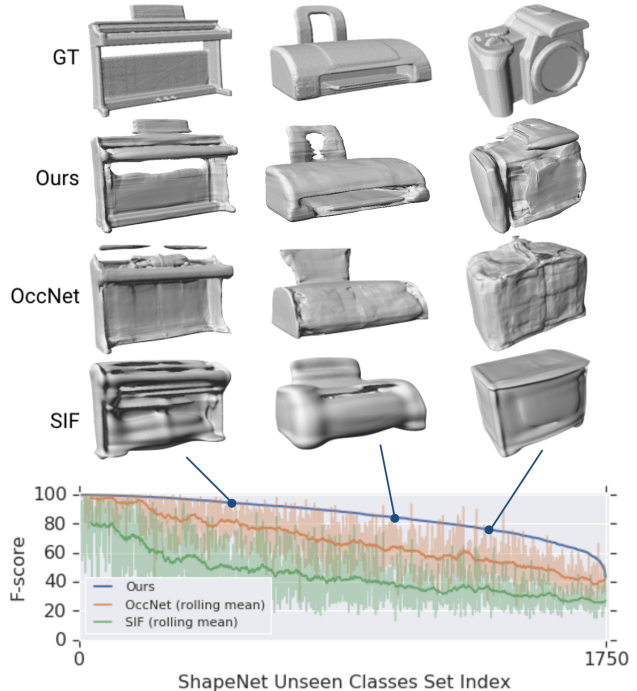 GT
Ours
OccNet
SIF
100
80
60
40
20
0
F-score
Ours
OccNet (rolling mean)
SIF (rolling mean)
0
1750
ShapeNet Unseen Classes Set Index